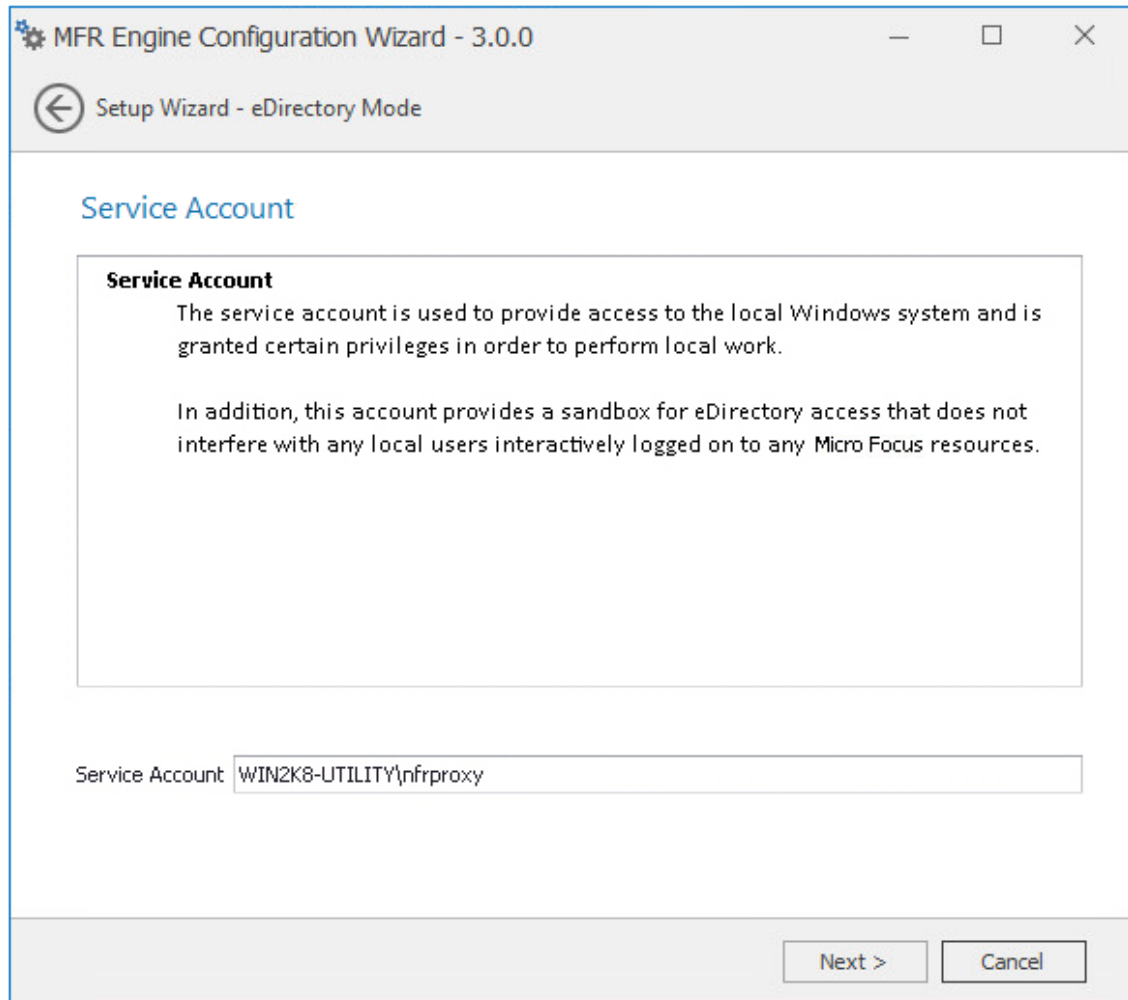 MFR Engine Configuration Wizard - 3.0.0
Setup Wizard - eDirectory Mode
Service Account
Service Account
The service account is used to provide access to the local Windows system and is
granted certain privileges in order to perform local work.
In addition, this account provides a sandbox for eDirectory access that does not
interfere with any local users interactively logged on to any Micro Focus resources.
Service Account WIN2K8-UTILITY\nfrproxy
Next > Cancel